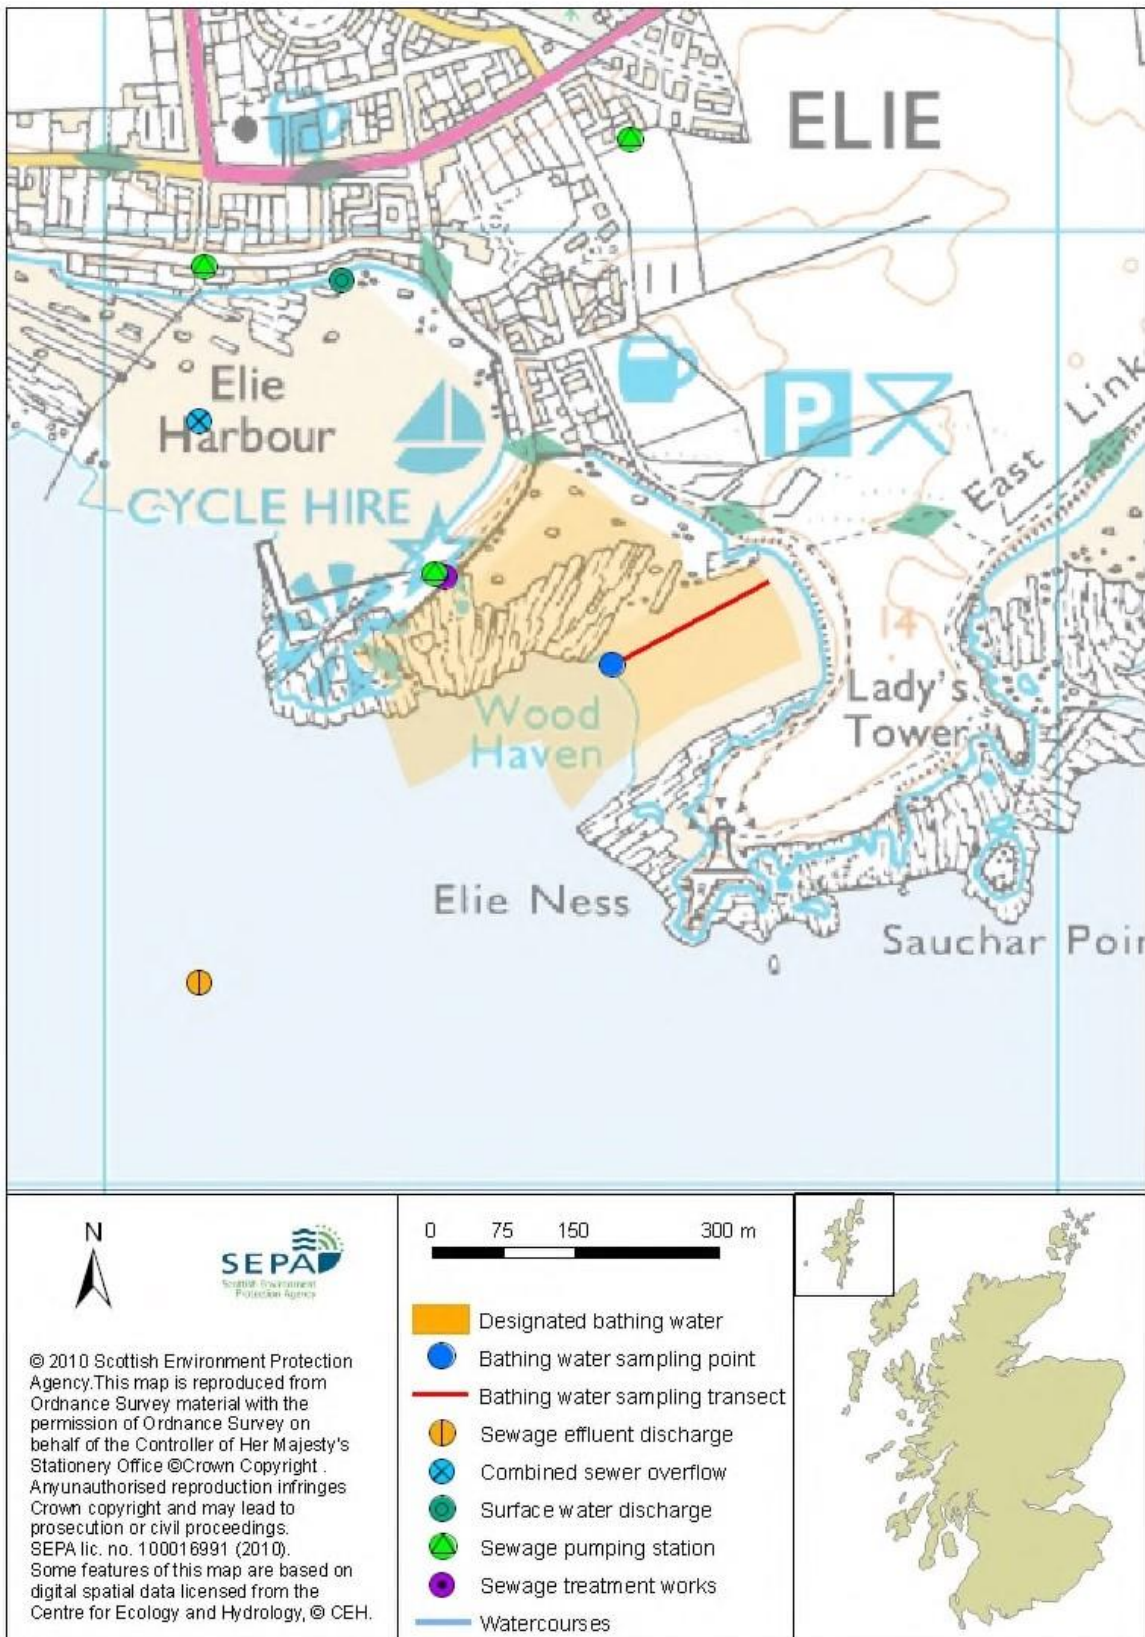 ELIE
P
Elie
Harbour
East Link
CYCLE HIRE
14
Lady's
Tower
Wood
Haven
Elie Ness
Sauchar Poin
N
SEPA
Scottish Environment
Protection Agency
© 2010 Scottish Environment Protection
Agency.This map is reproduced from
Ordnance Survey material with the
permission of Ordnance Survey on
behalf of the Controller of Her Majesty's
Stationery Office ©Crown Copyright .
Anyunauthorised reproduction infringes
Crown copyright and may lead to
prosecution or civil proceedings.
SEPA lic. no. 100016991 (2010).
Some features of this map are based on
digital spatial data licensed from the
Centre for Ecology and Hydrology, © CEH.
0 75 150 300 m
Designated bathing water
Bathing water sampling point
Bathing water sampling transect
Sewage effluent discharge
Combined sewer overflow
Surface water discharge
Sewage pumping station
Sewage treatment works
Watercourses